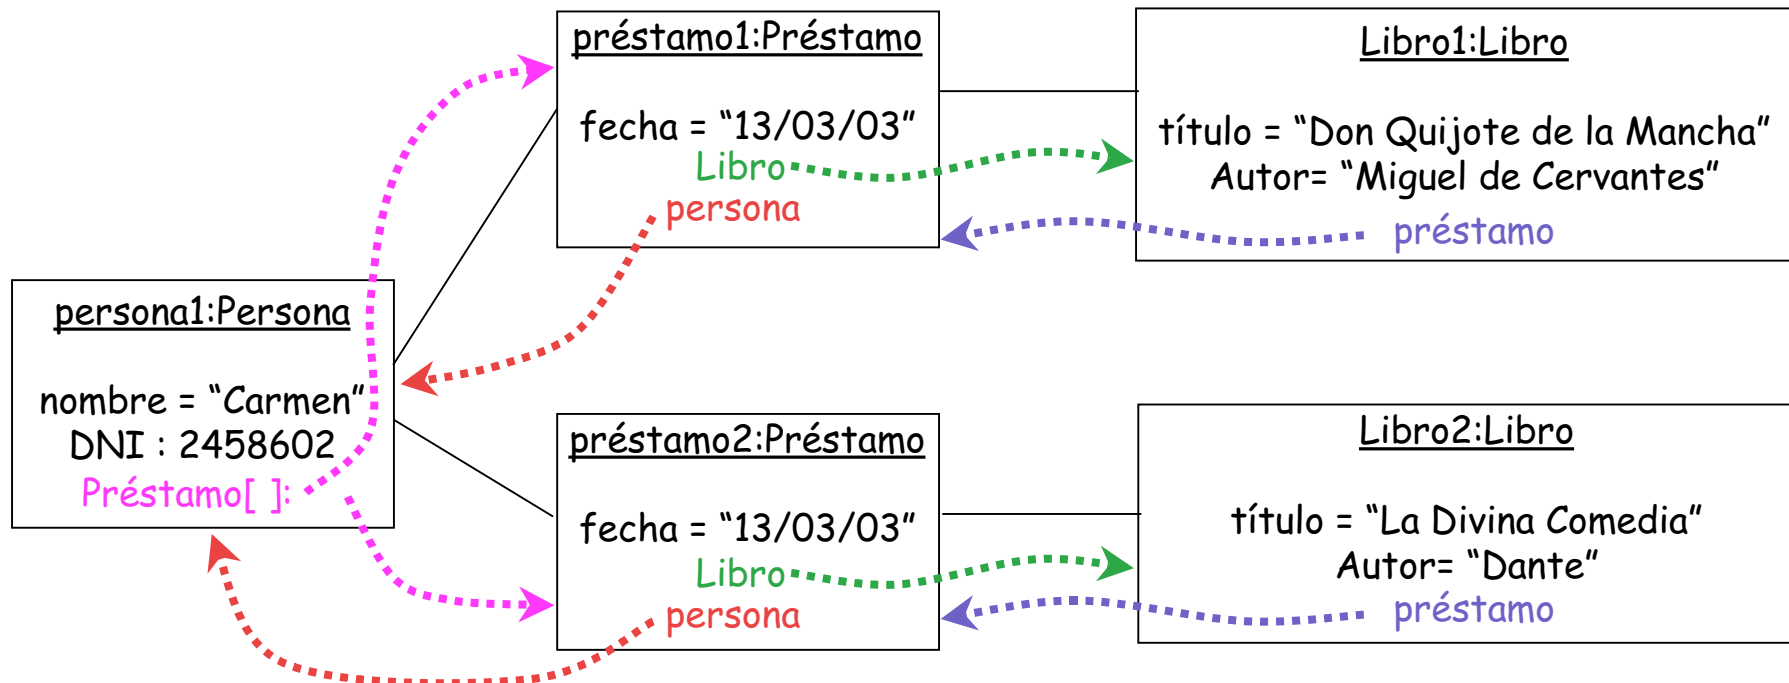 préstamo1:Préstamo
fecha = “13/03/03”
Libro
persona
Libro1:Libro
título = “Don Quijote de la Mancha”
Autor= “Miguel de Cervantes”
préstamo
persona1:Persona
nombre = “Carmen”
DNI : 2458602
Préstamo[ ]:
préstamo2:Préstamo
fecha = “13/03/03”
Libro
persona
Libro2:Libro
título = “La Divina Comedia”
Autor= “Dante”
préstamo